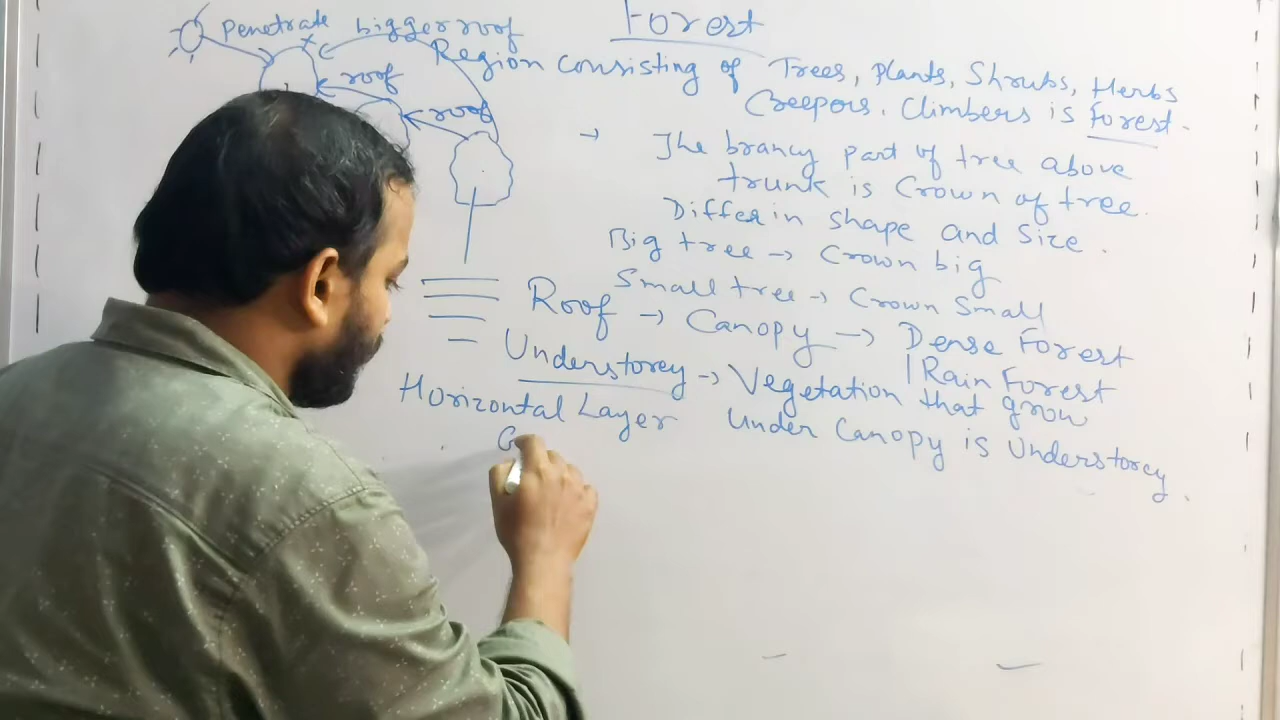 Forest
penetrate bigger roof
Region consisting of Trees, Plants, Shrubs, Herbs
Creepers, Climbers is forest.
roof
roof
→ The brancy part of tree above
trunk is Crown of tree.
Differ in shape and Size.
Big tree → Crown big
Small tree → Crown Small
Roof → Canopy → Dense Forest
| Rain Forest
Understorey → Vegetation that grow
under Canopy is Understorey.
Horizontal Layer